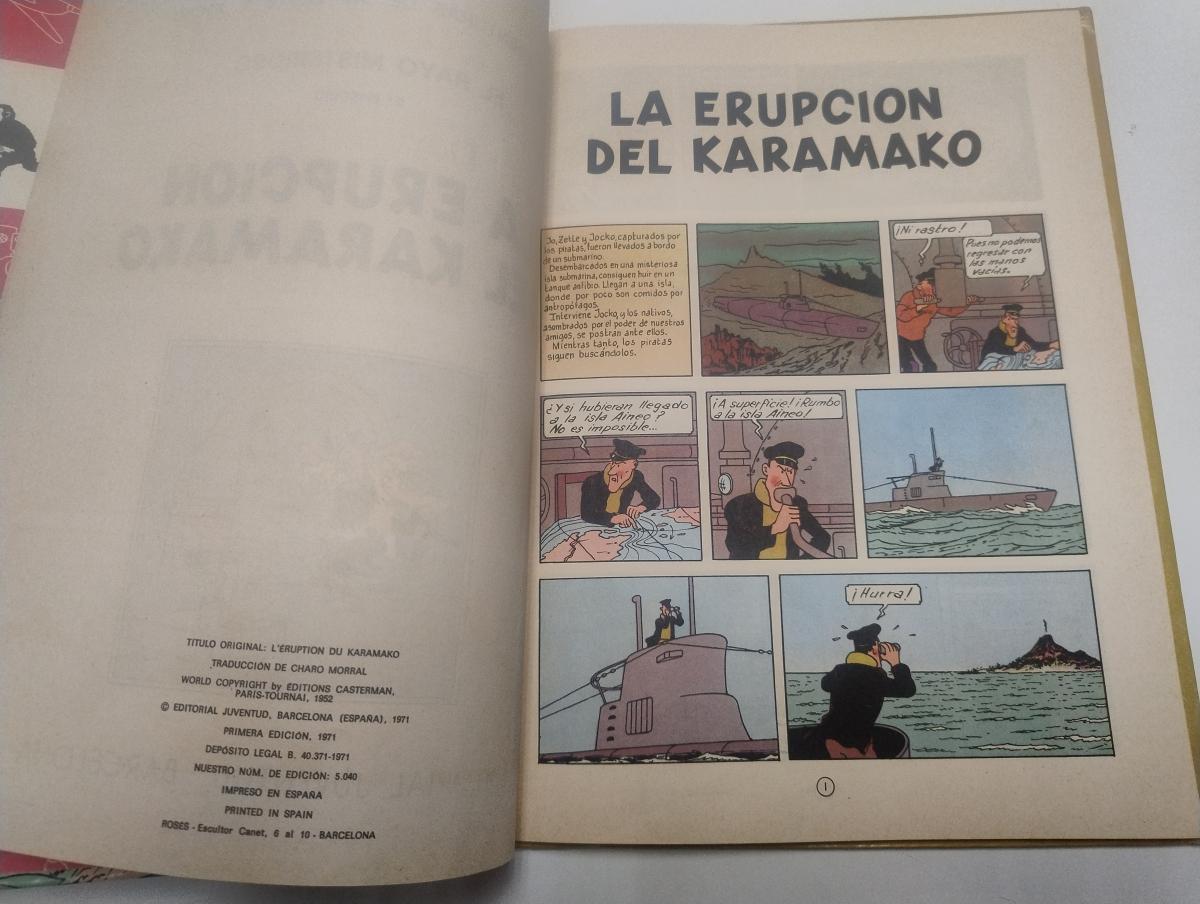 TITULO ORIGINAL: L'ÉRUPTION DU KARAMAKO
TRADUCCIÓN DE CHARO MORRAL
WORLD COPYRIGHT by ÉDITIONS CASTERMAN,
PARIS-TOURNAI, 1952
© EDITORIAL JUVENTUD, BARCELONA (ESPAÑA), 1971
PRIMERA EDICIÓN, 1971
DEPÓSITO LEGAL B. 40.371-1971
NUESTRO NÚM. DE EDICIÓN: 5.040
IMPRESO EN ESPAÑA
PRINTED IN SPAIN
ROSES - Escultor Canet, 6 al 10 - BARCELONA
LA ERUPCION
DEL KARAMAKO
Jo, Zette y Jocko, capturados por
los piratas, fueron llevados a bordo
de un submarino.
Desembarcados en una misteriosa
isla submarina, consiguen huir en un
tanque anfibio. Llegan a una isla,
donde por poco son comidos por
antropófagos.
Interviene Jocko, y los nativos,
asombrados por el poder de nuestros
amigos, se postran ante ellos.
Mientras tanto, los piratas
siguen buscándolos.
¡Ni rastro!
Pues no podemos
regresar con
las manos
vacías.
¿Y si hubieran llegado
a la isla Aineo?
No es imposible...
¡A superficie! ¡Rumbo
a la isla Aineo!
¡Hurra!
1